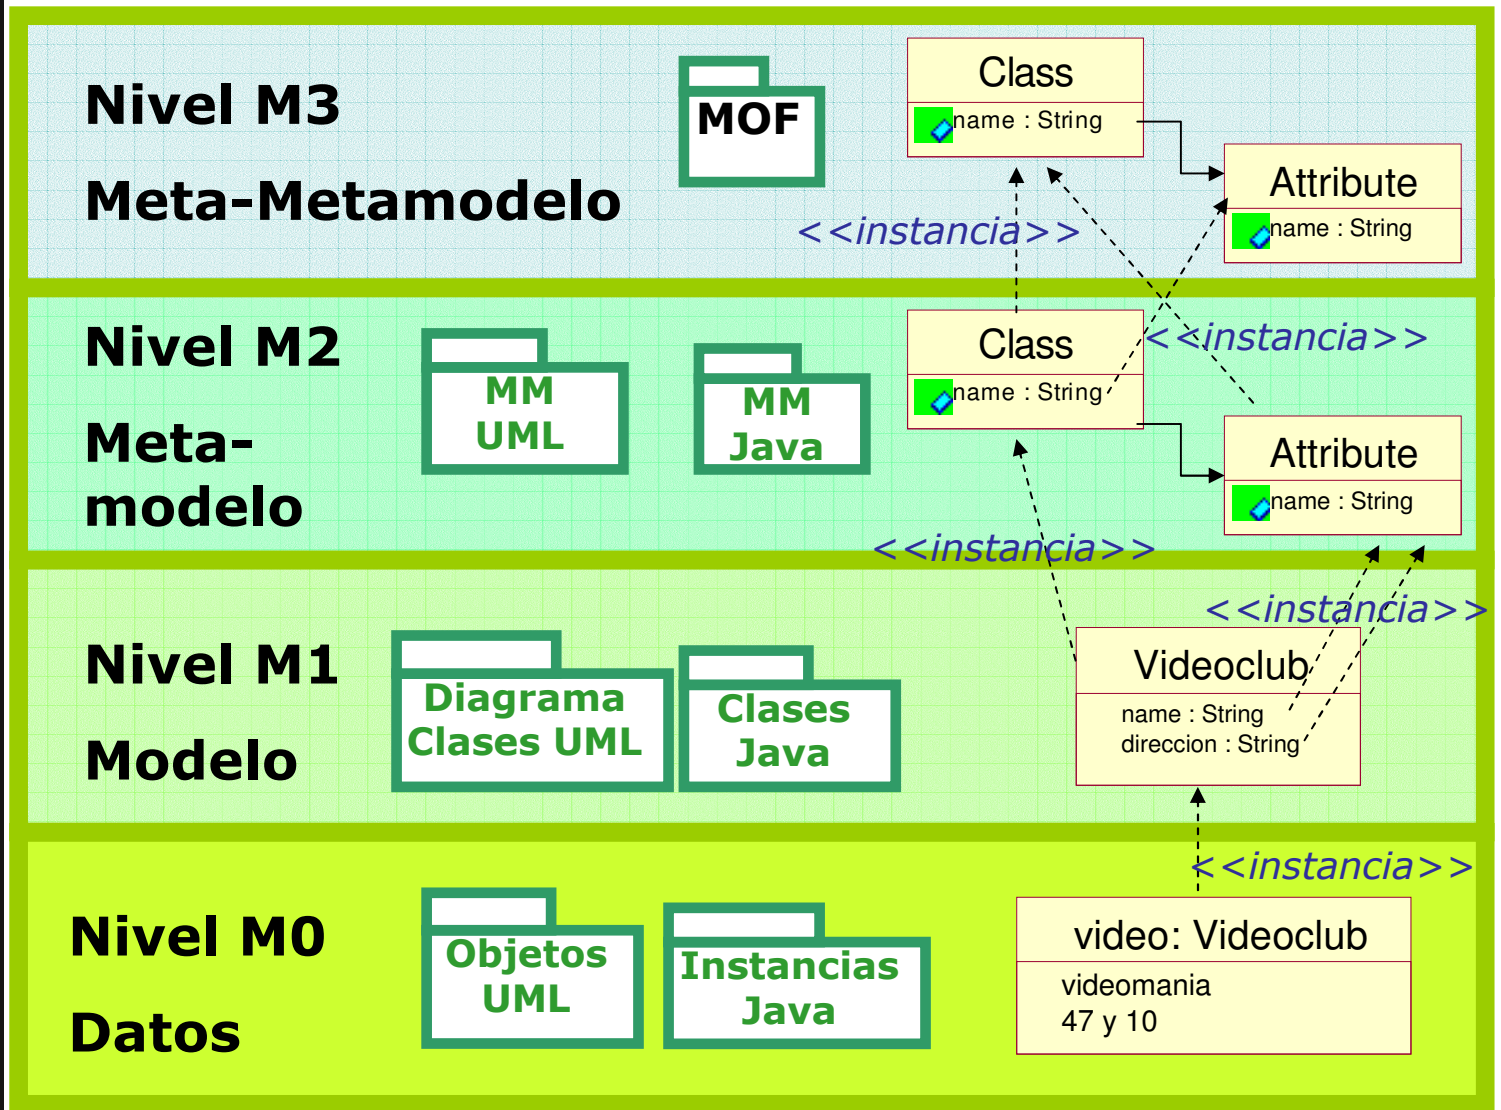 Nivel M3
Meta-Metamodelo
MOF
Class
name : String
Attribute
name : String
<<instancia>>
Nivel M2
Meta-
modelo
MM
UML
MM
Java
Class
name : String
<<instancia>>
Attribute
name : String
<<instancia>>
Nivel M1
Modelo
Diagrama
Clases UML
Clases
Java
<<instancia>>
Videoclub
name : String
direccion : String
Nivel M0
Datos
Objetos
UML
Instancias
Java
<<instancia>>
video: Videoclub
videomania
47 y 10